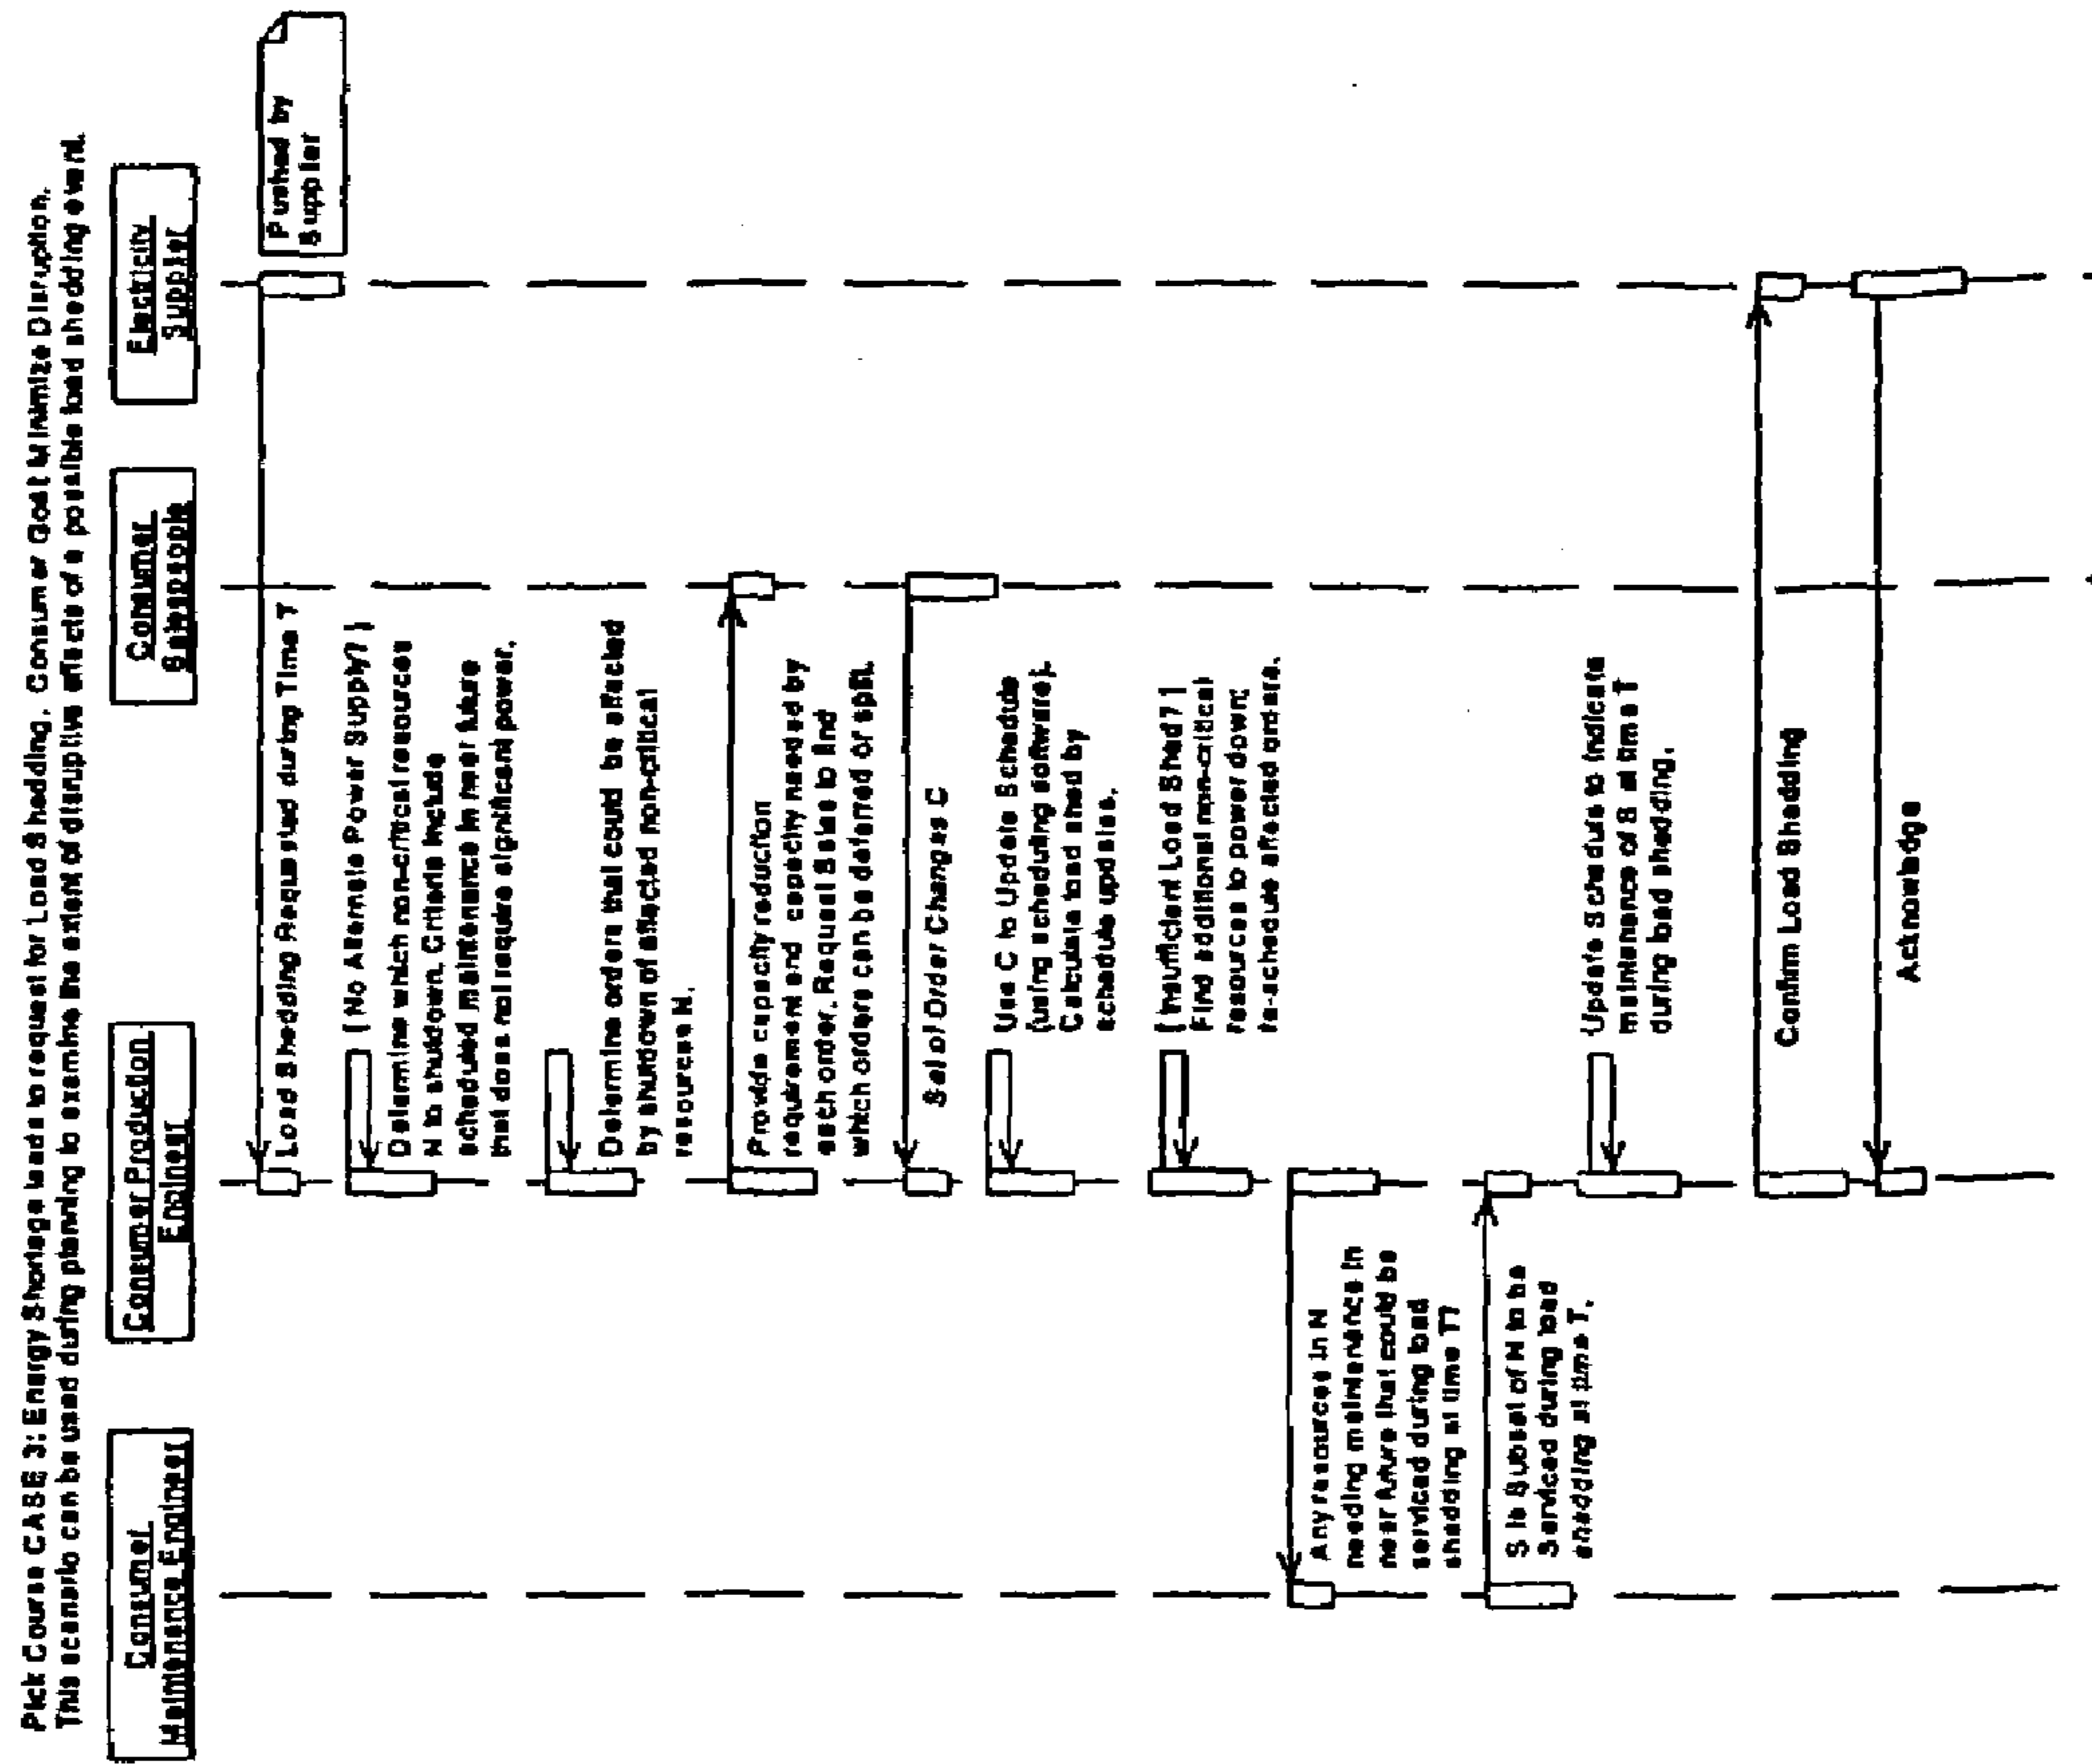 Pick Course CASE 3: Energy Shortage leads to request for Load Shedding. Consumer Goal Minimize Disruption.
This scenario can be used during planning to examine the extent of disruptive effects of a possible load shedding event.
Consumer
Maintenance Engineer
Consumer Production
Engineer
Consumer
Salespeople
Electricity
Supplier
Pushed by
Supplier
Load Shedding Requested during Time T
[No Alternate Power Supply?]
Determine which non-critical resources
N to shutdown. Criteria include
scheduled maintenance in near future
that does not require significant power.
Determine orders that could be affected
by shutdown of affected non-critical
resources N.
Provide capacity reduction
requirement and capacity needed by
each order. Request Sales to find
which orders can be deferred or split.
Set of Order Changes C
Use C to Update Schedule
(using scheduling software).
Calculate load shed by
schedule updates.
[Insufficient Load Shed?]
Find additional non-critical
resources to power down;
re-schedule affected orders.
Any resources in N
needing maintenance in
near future that could be
serviced during load
shedding at time T?
S is Subset of N to be
Serviced during load
shedding at time T.
Update Schedule to indicate
maintenance of S at time T
during load shedding.
Confirm Load Shedding
Acknowledge